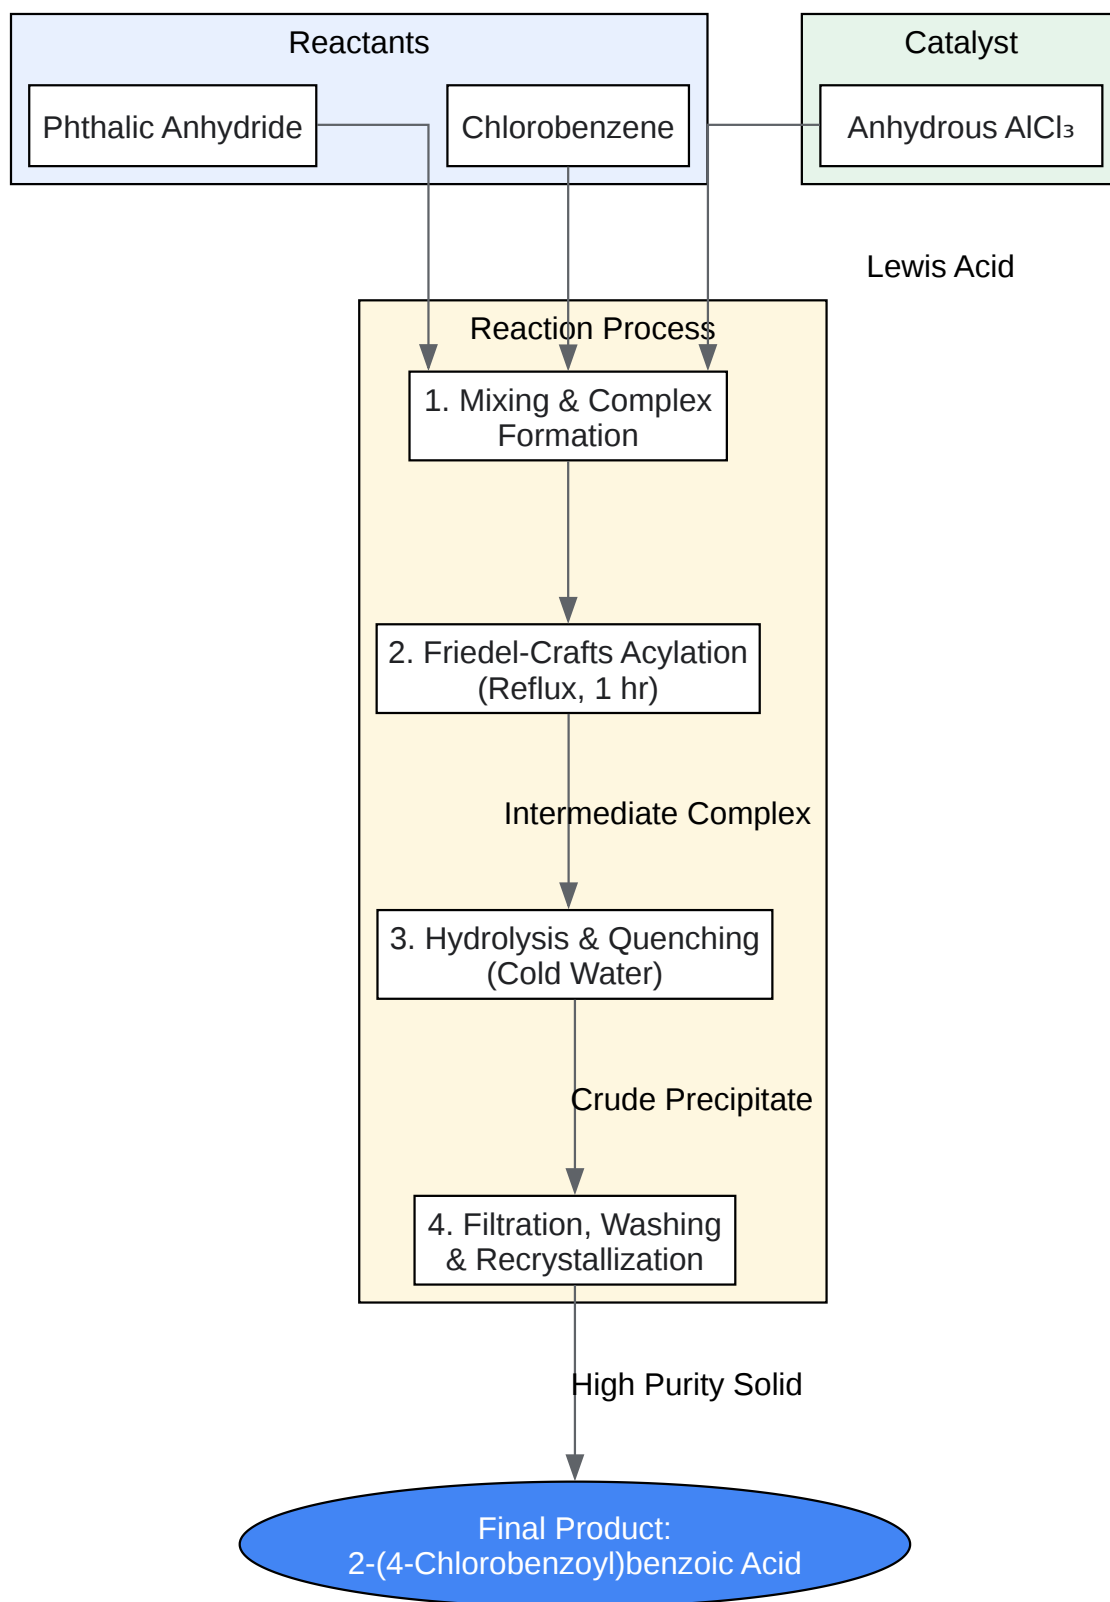 Reactants
Catalyst
Phthalic Anhydride
Chlorobenzene
Anhydrous AlCl₃
Lewis Acid
Reaction Process
1. Mixing & Complex
Formation
2. Friedel-Crafts Acylation
(Reflux, 1 hr)
Intermediate Complex
3. Hydrolysis & Quenching
(Cold Water)
Crude Precipitate
4. Filtration, Washing
& Recrystallization
High Purity Solid
Final Product:
2-(4-Chlorobenzoyl)benzoic Acid